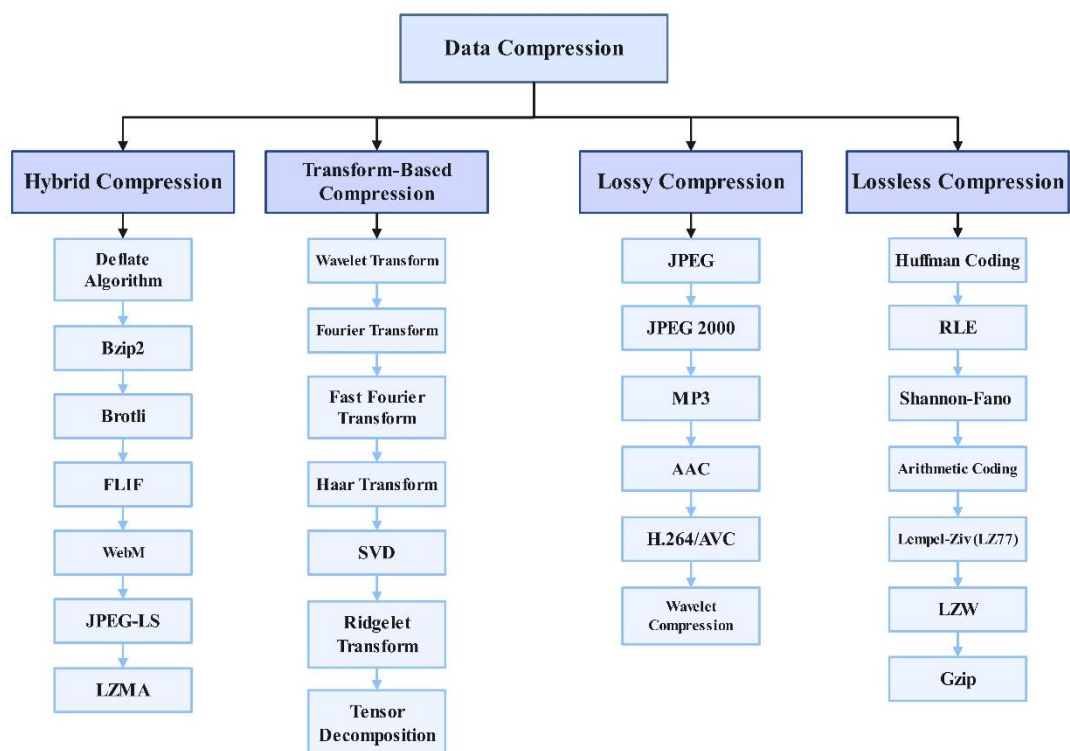 Data Compression
Hybrid Compression
Transform-Based
Compression
Lossy Compression
Lossless Compression
Deflate
Algorithm
Bzip2
Brotli
FLIF
WebM
JPEG-LS
LZMA
Wavelet Transform
Fourier Transform
Fast Fourier
Transform
Haar Transform
SVD
Ridgelet
Transform
Tensor
Decomposition
JPEG
JPEG 2000
MP3
AAC
H.264/AVC
Wavelet
Compression
Huffman Coding
RLE
Shannon-Fano
Arithmetic Coding
Lempel-Ziv (LZ77)
LZW
Gzip